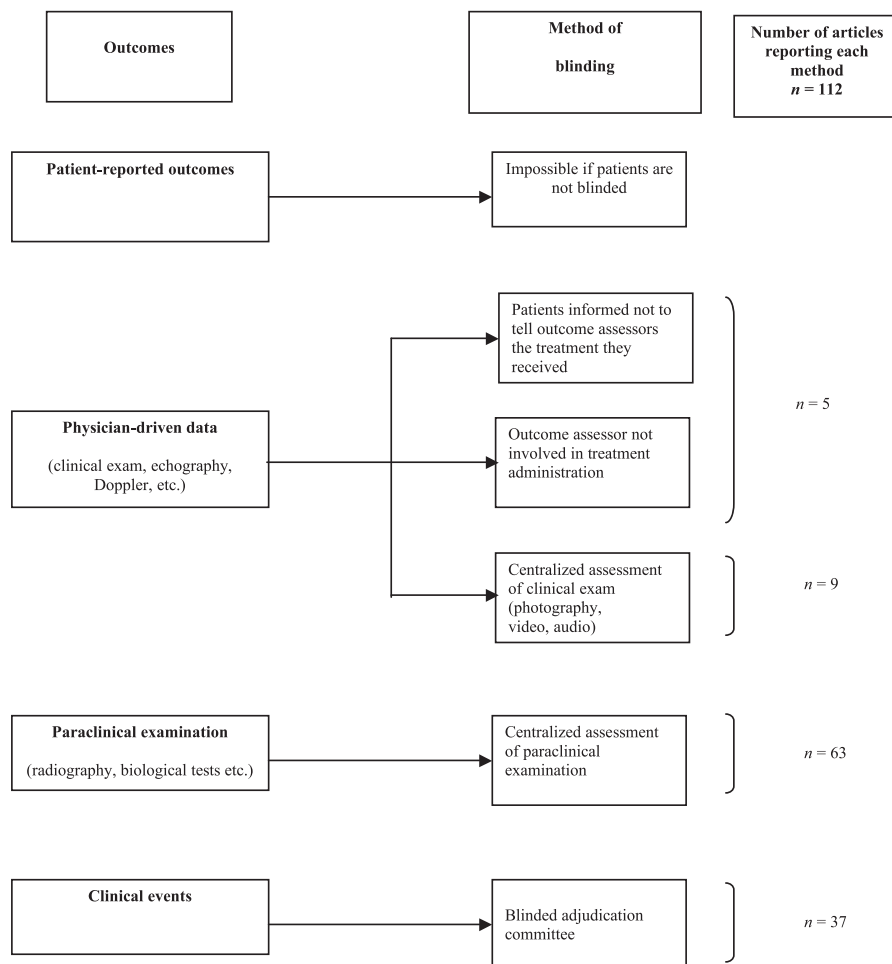 Outcomes
Method of
blinding
Number of articles
reporting each
method
n = 112
Patient-reported outcomes
Impossible if patients are
not blinded
Physician-driven data
(clinical exam, echography,
Doppler, etc.)
Patients informed not to
tell outcome assessors
the treatment they
received
Outcome assessor not
involved in treatment
administration
n = 5
Centralized assessment
of clinical exam
(photography,
video, audio)
n = 9
Paraclinical examination
(radiography, biological tests etc.)
Centralized assessment
of paraclinical
examination
n = 63
Clinical events
Blinded adjudication
committee
n = 37